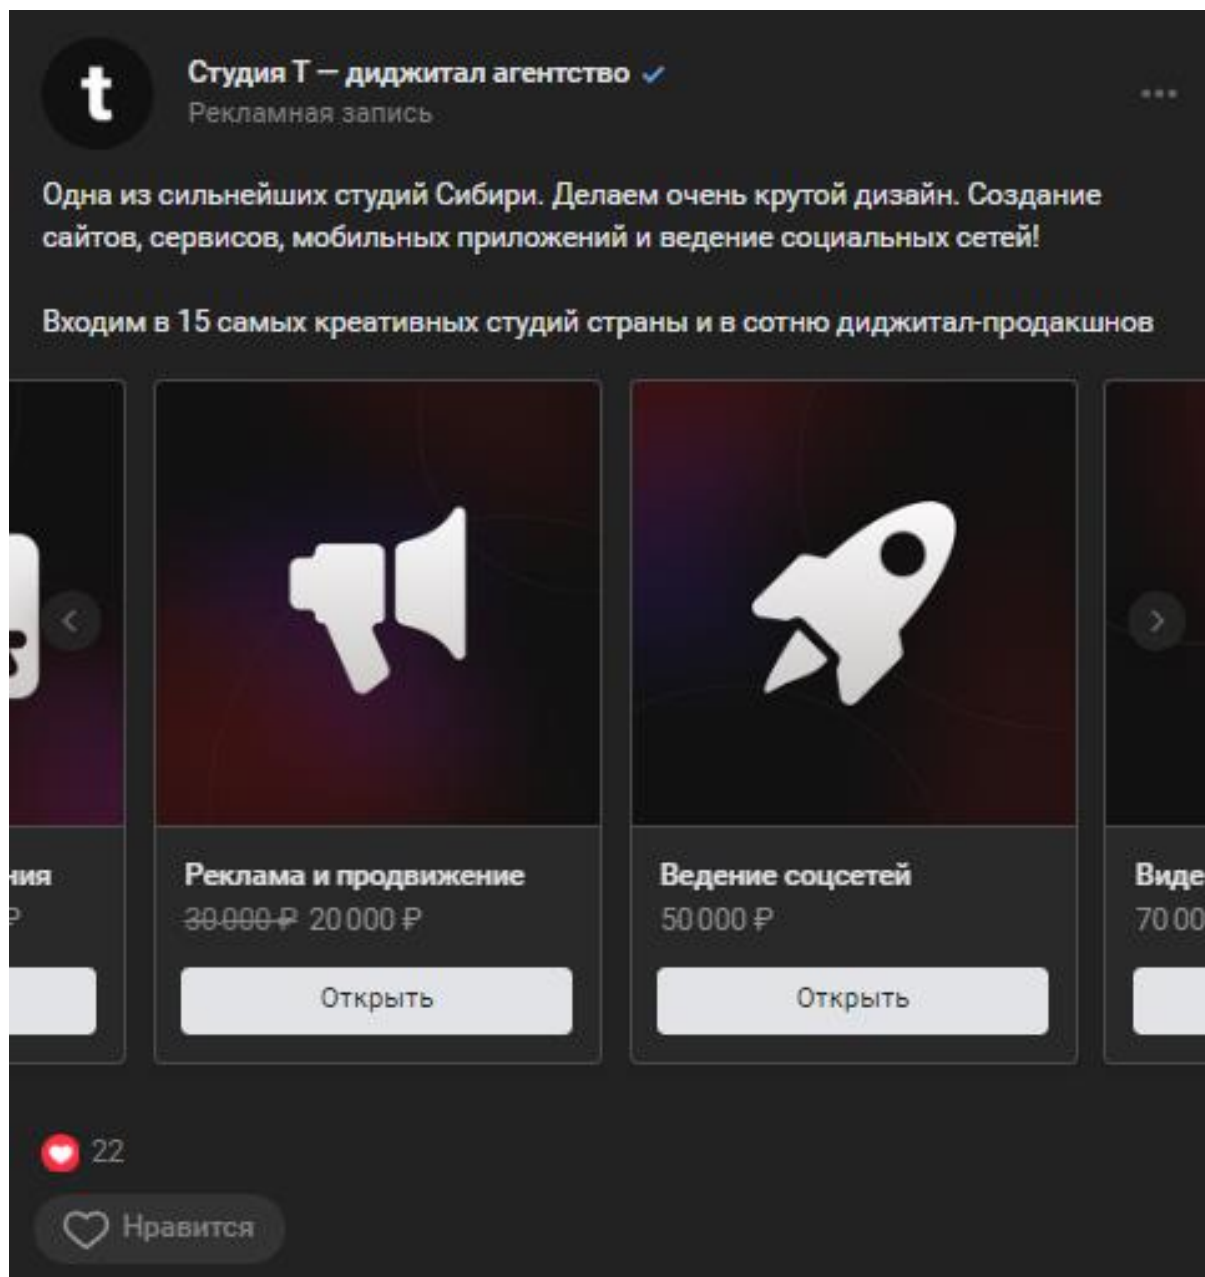 t
Студия Т — диджитал агентство
Рекламная запись
Одна из сильнейших студий Сибири. Делаем очень крутой дизайн. Создание
сайтов, сервисов, мобильных приложений и ведение социальных сетей!
Входим в 15 самых креативных студий страны и в сотню диджитал-продакшнов
Реклама и продвижение
30 000 ₽ 20 000 ₽
Открыть
Ведение соцсетей
50 000 ₽
Открыть
22
Нравится